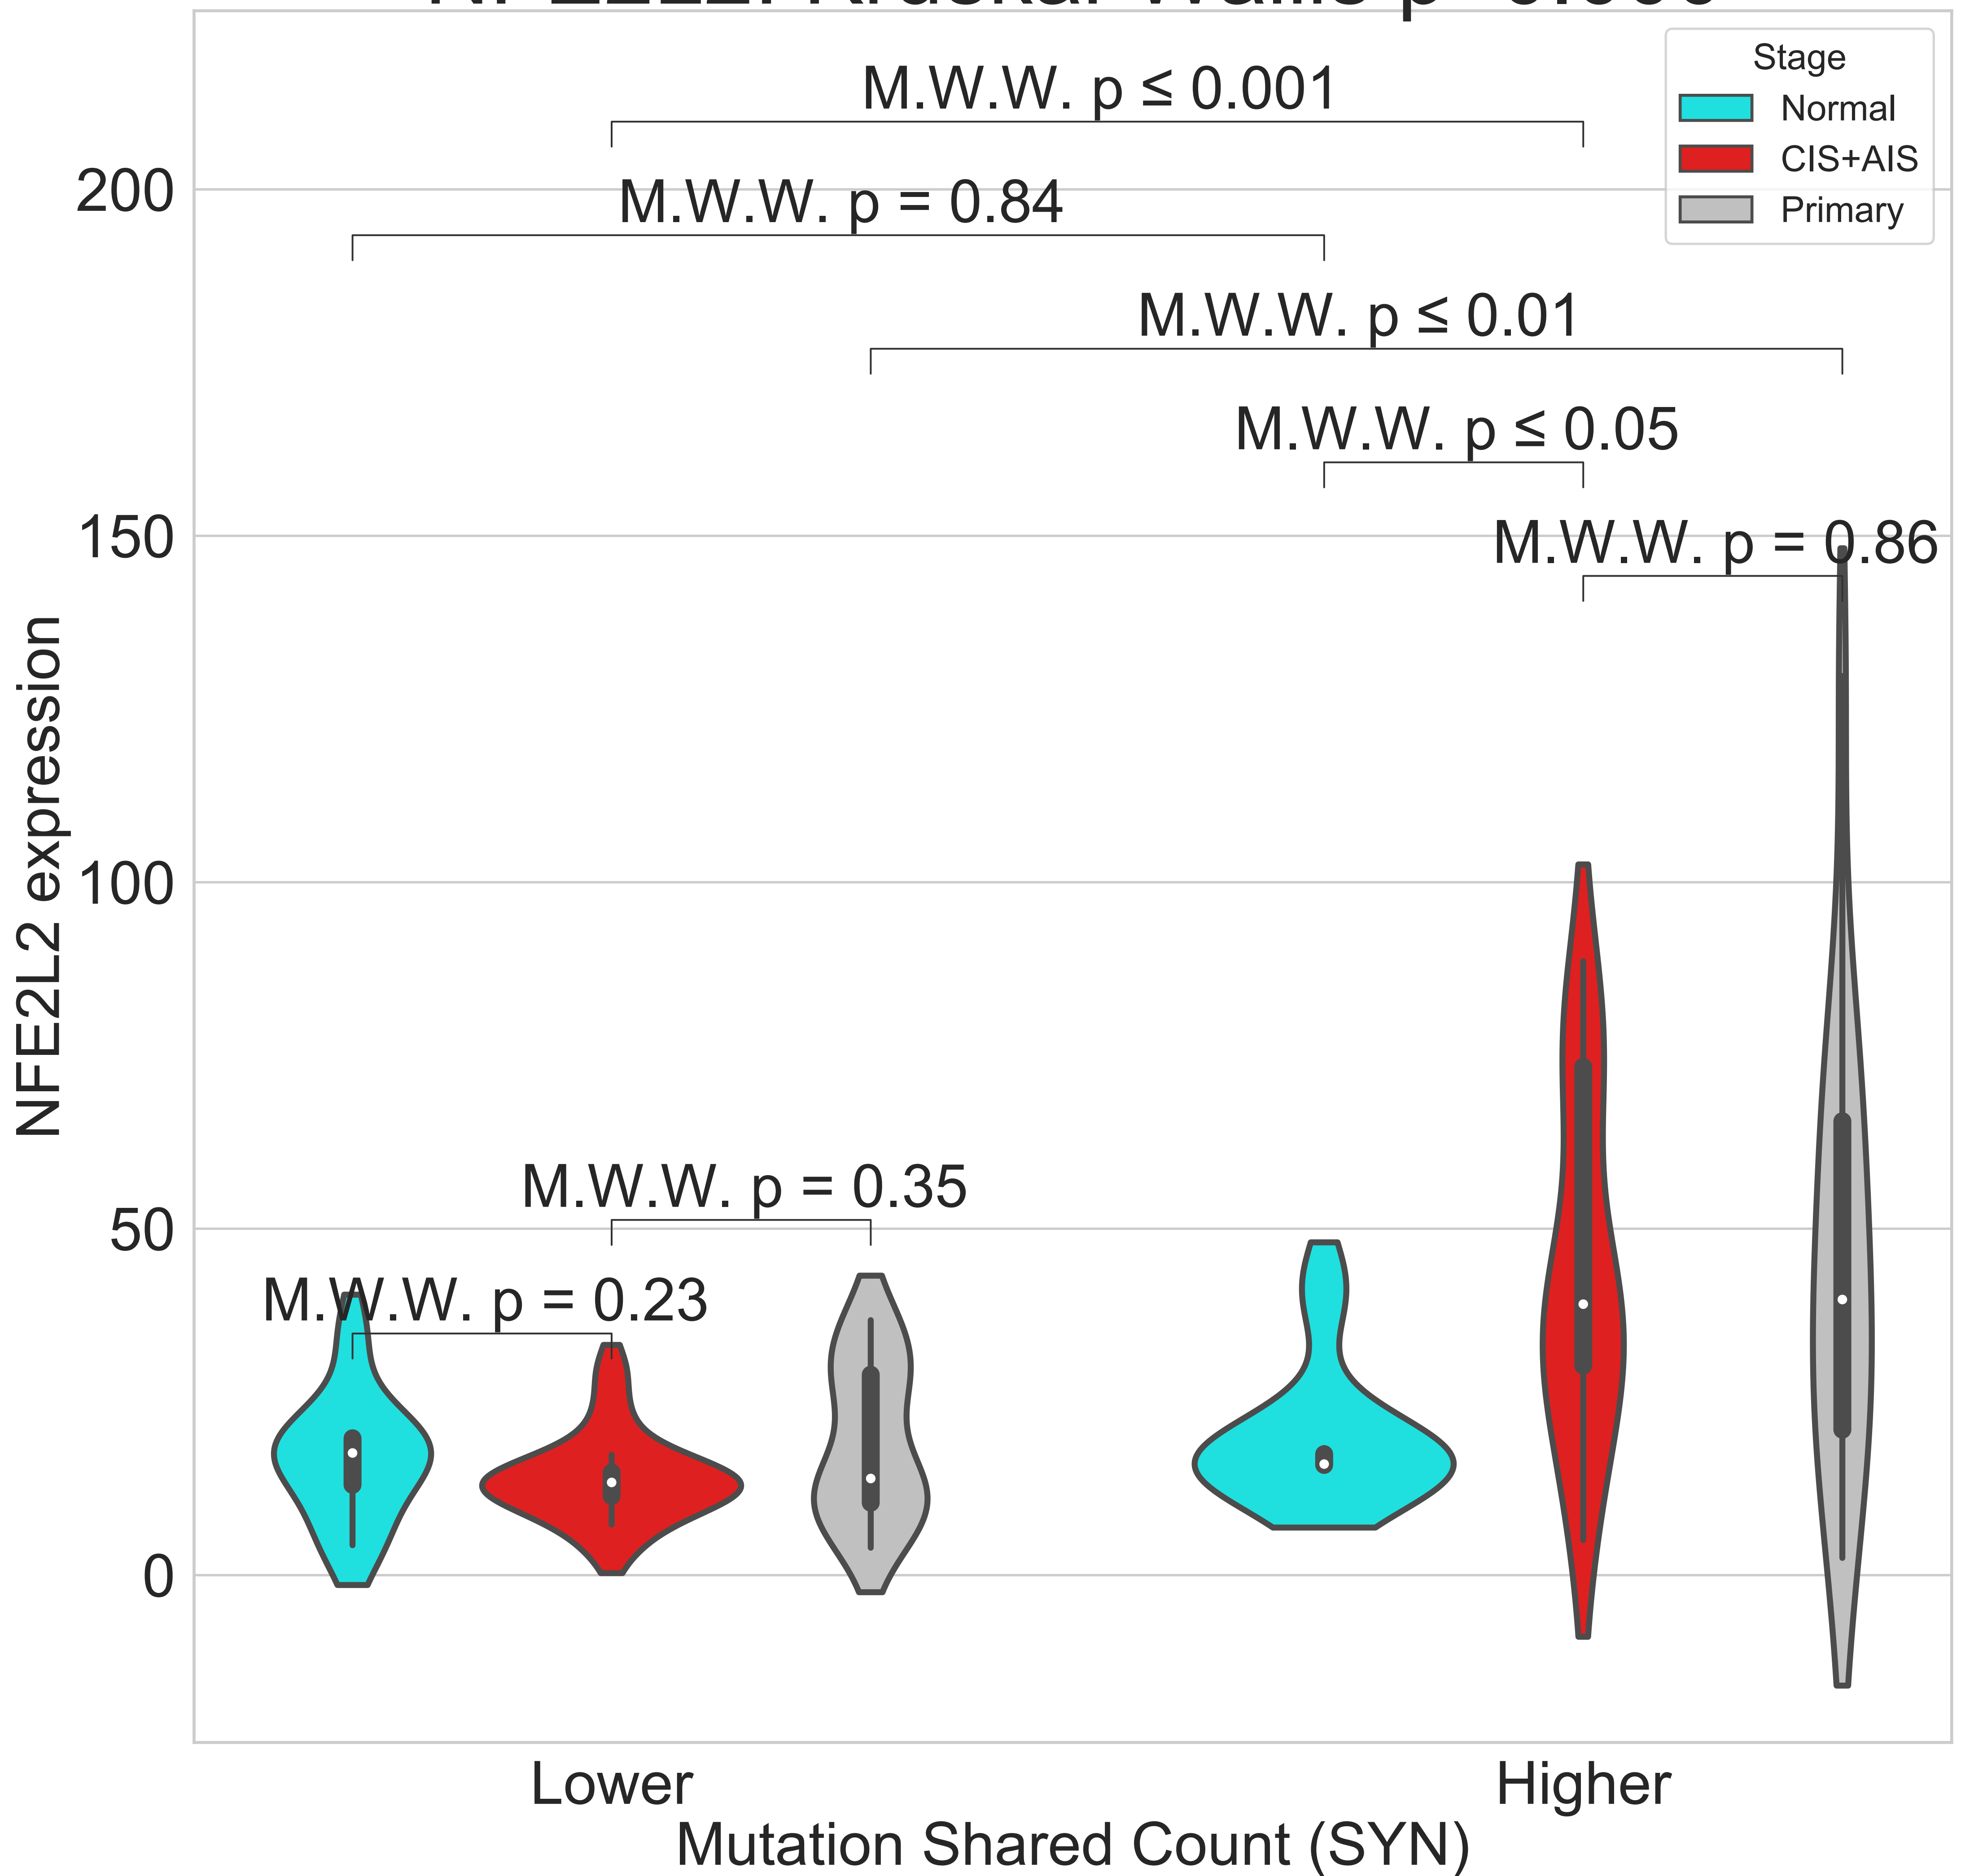 M.W.W. p ≤ 0.001
Stage
Normal
CIS+AIS
Primary
M.W.W. p = 0.84
M.W.W. p ≤ 0.01
M.W.W. p ≤ 0.05
M.W.W. p = 0.86
M.W.W. p = 0.35
M.W.W. p = 0.23
200
150
100
50
0
NFE2L2 expression
Lower
Higher
Mutation Shared Count (SYN)